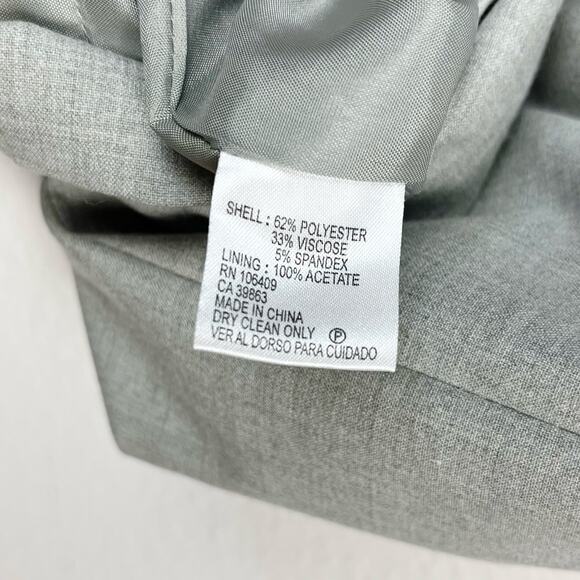 SHELL : 62% POLYESTER
33% VISCOSE
5% SPANDEX
LINING : 100% ACETATE
RN 106409
CA 39863
MADE IN CHINA
DRY CLEAN ONLY Ⓟ
VER AL DORSO PARA CUIDADO